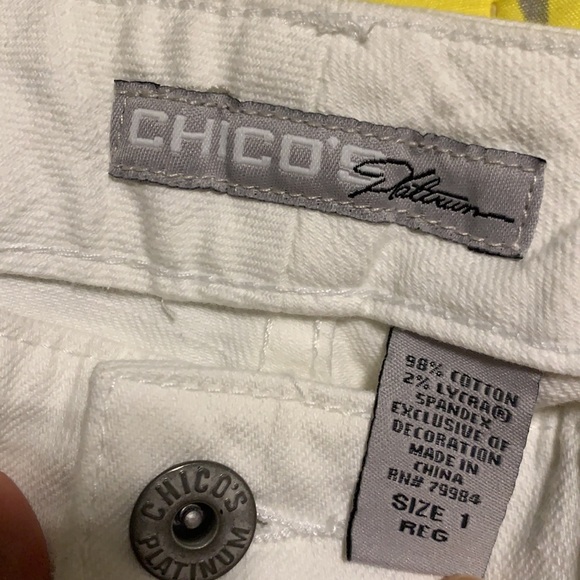 CHICO'S Platinum
98% COTTON
2% LYCRA®
SPANDEX
EXCLUSIVE OF
DECORATION
MADE IN
CHINA
RN# 79984
SIZE 1
REG
CHICO'S
PLATINUM